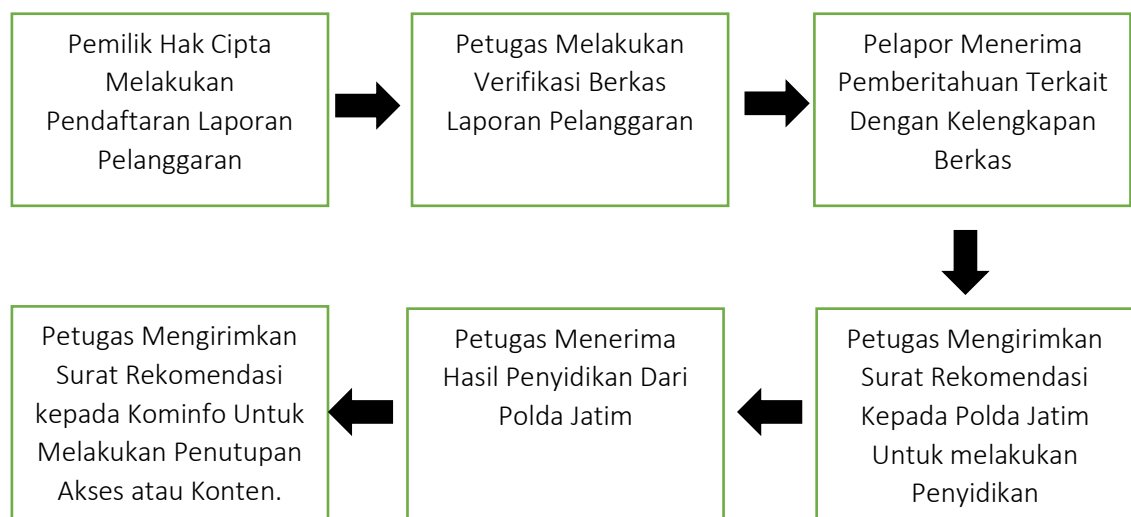 Pemilik Hak Cipta
Melakukan
Pendaftaran Laporan
Pelanggaran
Petugas Melakukan
Verifikasi Berkas
Laporan Pelanggaran
Pelapor Menerima
Pemberitahuan Terkait
Dengan Kelengkapan
Berkas
Petugas Mengirimkan
Surat Rekomendasi
Kepada Polda Jatim
Untuk melakukan
Penyidikan
Petugas Menerima
Hasil Penyidikan Dari
Polda Jatim
Petugas Mengirimkan
Surat Rekomendasi
kepada Kominfo Untuk
Melakukan Penutupan
Akses atau Konten.